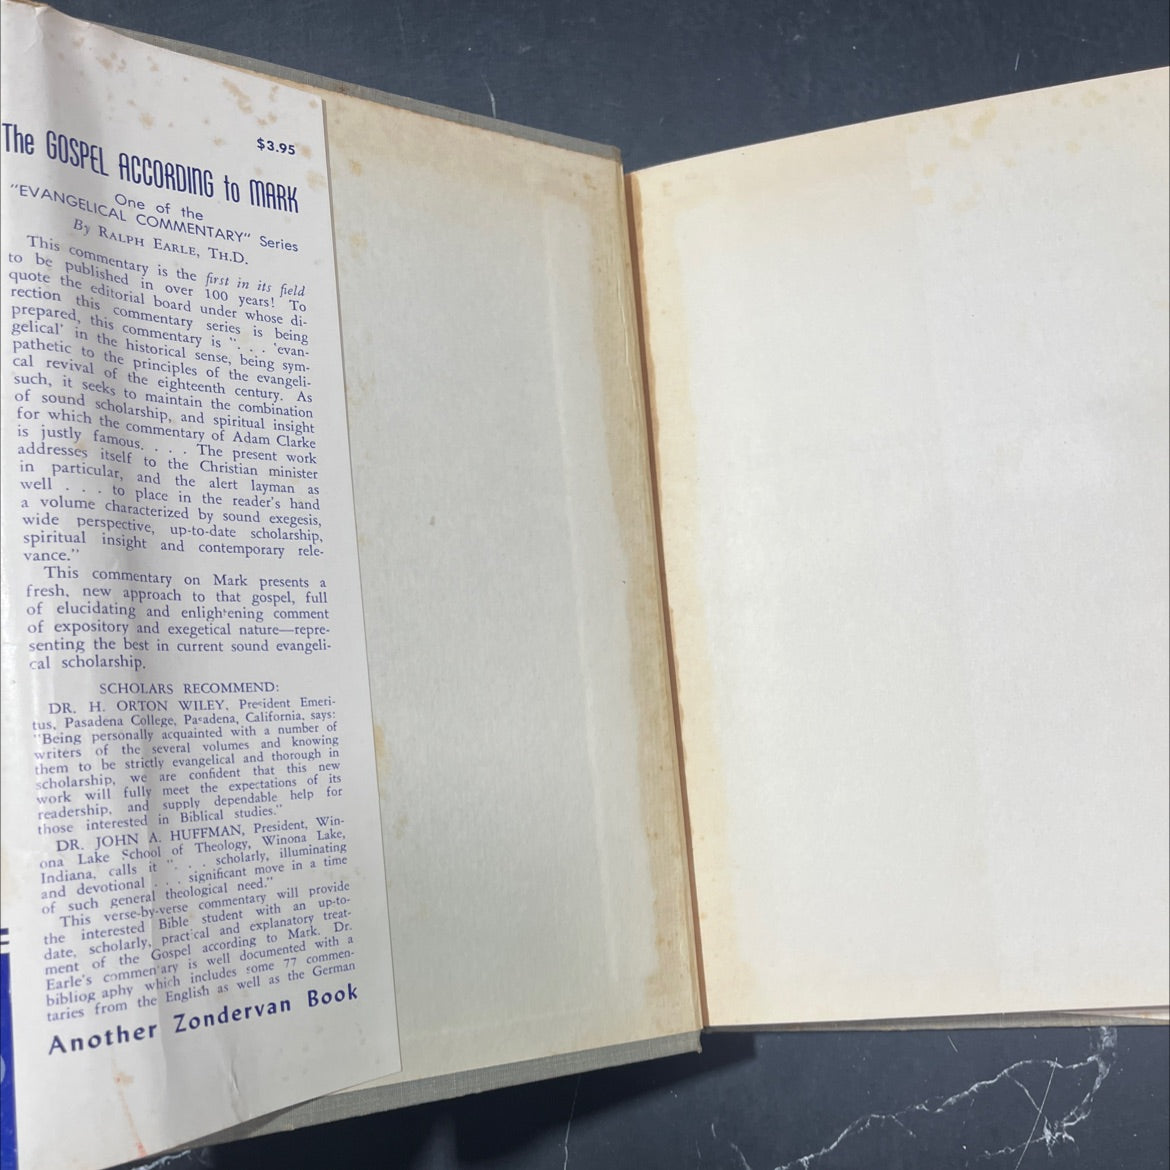 $3.95
The GOSPEL ACCORDING to MARK
One of the
"EVANGELICAL COMMENTARY" Series
By RALPH EARLE, TH.D.
This commentary is the first in its field
to be published in over 100 years! To
quote the editorial board under whose di-
rection this commentary series is being
prepared, this commentary is ". . . 'evan-
gelical' in the historical sense, being sym-
pathetic to the principles of the evangeli-
cal revival of the eighteenth century. As
such, it seeks to maintain the combination
of sound scholarship, and spiritual insight
for which the commentary of Adam Clarke
is justly famous. . . . The present work
addresses itself to the Christian minister
in particular, and the alert layman as
well . . . to place in the reader's hand
a volume characterized by sound exegesis,
wide perspective, up-to-date scholarship,
spiritual insight and contemporary rele-
vance."
This commentary on Mark presents a
fresh, new approach to that gospel, full
of elucidating and enlightening comment
of expository and exegetical nature—repre-
senting the best in current sound evangeli-
cal scholarship.
SCHOLARS RECOMMEND:
DR. H. ORTON WILEY, President Emeri-
tus, Pasadena College, Pasadena, California, says:
"Being personally acquainted with a number of
writers of the several volumes and knowing
them to be strictly evangelical and thorough in
scholarship, we are confident that this new
work will fully meet the expectations of its
readership, and supply dependable help for
those interested in Biblical studies."
DR. JOHN A. HUFFMAN, President, Win-
ona Lake School of Theology, Winona Lake,
Indiana, calls it ". . . scholarly, illuminating
and devotional . . . significant move in a time
of such general theological need."
This verse-by-verse commentary will provide
the interested Bible student with an up-to-
date, scholarly, practical and explanatory treat-
ment of the Gospel according to Mark. Dr.
Earle's commentary is well documented with a
bibliog aphy which includes some 77 commen-
taries from the English as well as the German
Another Zondervan Book